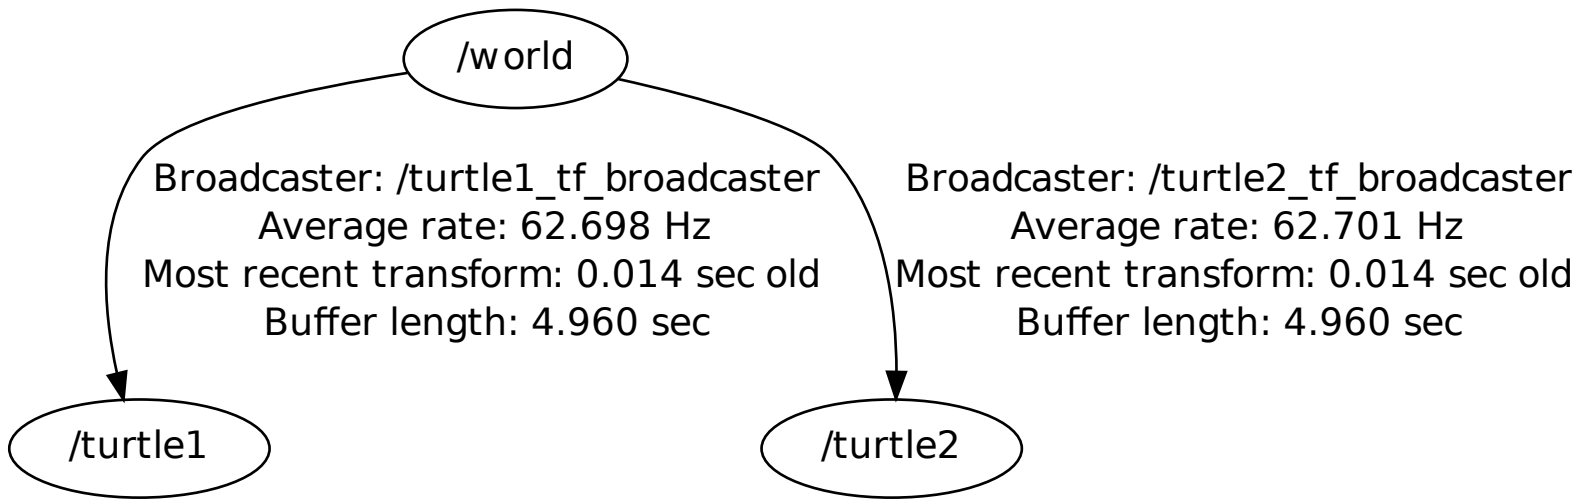 /world
Broadcaster: /turtle1_tf_broadcaster
Average rate: 62.698 Hz
Most recent transform: 0.014 sec old
Buffer length: 4.960 sec
Broadcaster: /turtle2_tf_broadcaster
Average rate: 62.701 Hz
Most recent transform: 0.014 sec old
Buffer length: 4.960 sec
/turtle1
/turtle2